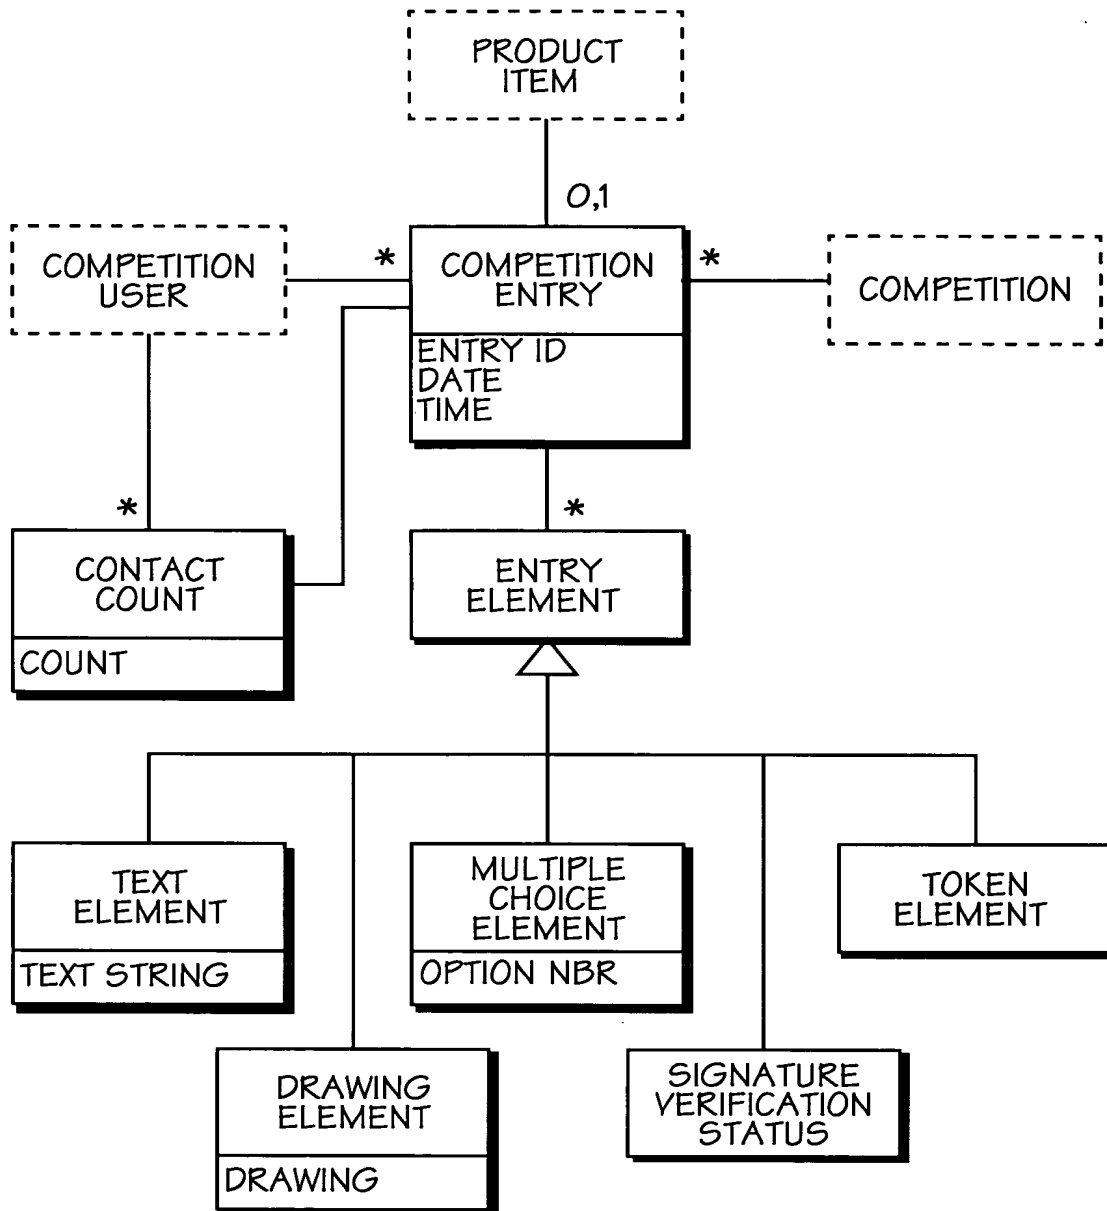 PRODUCT
ITEM
0,1
COMPETITION
USER
*
COMPETITION
ENTRY
*
COMPETITION
ENTRY ID
DATE
TIME
*
CONTACT
COUNT
COUNT
*
ENTRY
ELEMENT
TEXT
ELEMENT
TEXT STRING
MULTIPLE
CHOICE
ELEMENT
OPTION NBR
TOKEN
ELEMENT
DRAWING
ELEMENT
DRAWING
SIGNATURE
VERIFICATION
STATUS